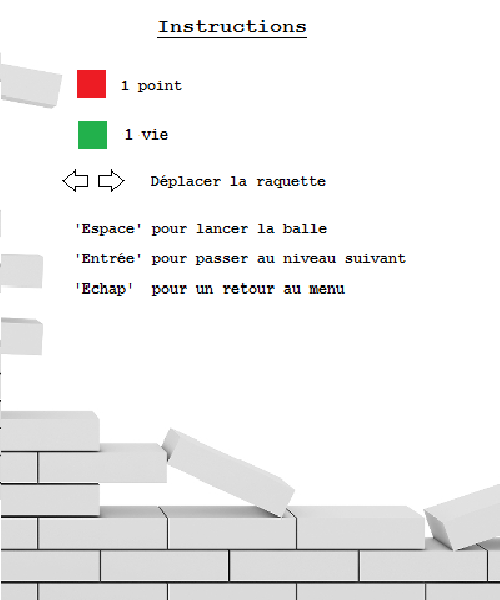 Instructions
1 point
1 vie
Déplacer la raquette
'Espace' pour lancer la balle
'Entrée' pour passer au niveau suivant
'Echap' pour un retour au menu